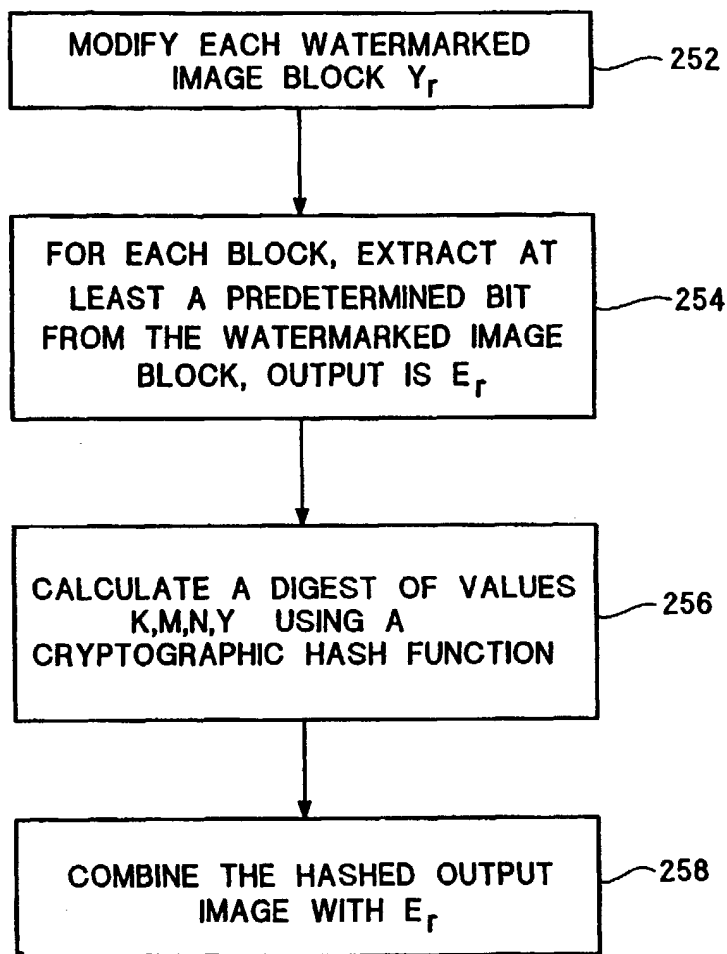 MODIFY EACH WATERMARKED
IMAGE BLOCK Yr
252
FOR EACH BLOCK, EXTRACT AT
LEAST A PREDETERMINED BIT
FROM THE WATERMARKED IMAGE
BLOCK, OUTPUT IS Er
254
CALCULATE A DIGEST OF VALUES
K,M,N,Y USING A
CRYPTOGRAPHIC HASH FUNCTION
256
COMBINE THE HASHED OUTPUT
IMAGE WITH Er
258